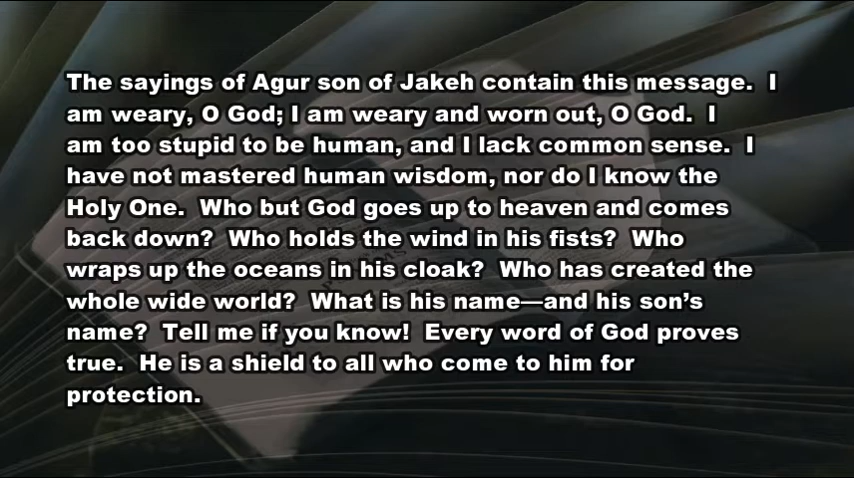 The sayings of Agur son of Jakeh contain this message.  I
am weary, O God; I am weary and worn out, O God.  I
am too stupid to be human, and I lack common sense.  I
have not mastered human wisdom, nor do I know the
Holy One.  Who but God goes up to heaven and comes
back down?  Who holds the wind in his fists?  Who
wraps up the oceans in his cloak?  Who has created the
whole wide world?  What is his name—and his son’s
name?  Tell me if you know!  Every word of God proves
true.  He is a shield to all who come to him for
protection.